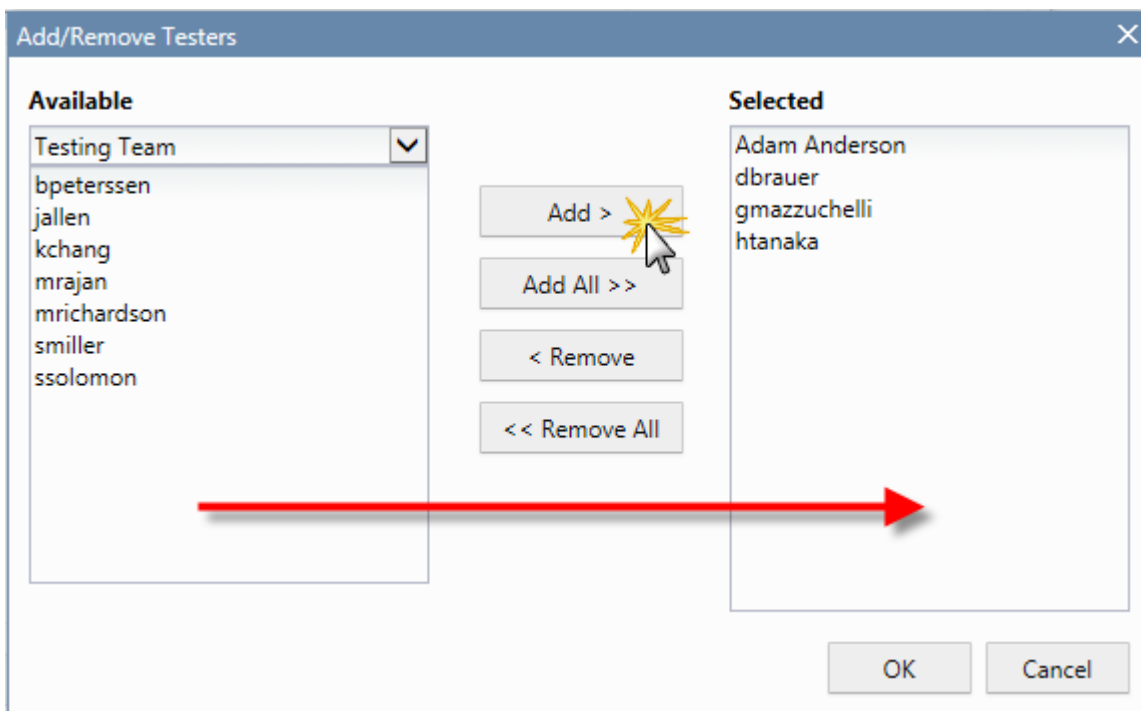 Add/Remove Testers
Available
Testing Team
bpeterssen
jallen
kchang
mrajan
mrichardson
smiller
ssolomon
Add >
Add All >>
< Remove
<< Remove All
Selected
Adam Anderson
dbrauer
gmazzuchelli
htanaka
OK
Cancel